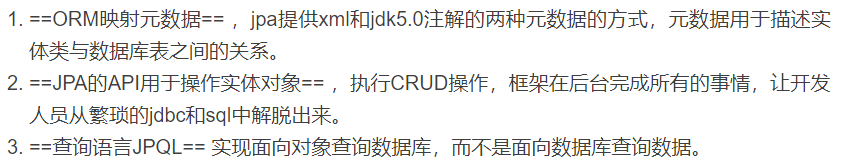 1. ==ORM映射元数据== ，jpa提供xml和jdk5.0注解的两种元数据的方式，元数据用于描述实
体类与数据库表之间的关系。
2. ==JPA的API用于操作实体对象== ，执行CRUD操作，框架在后台完成所有的事情，让开发
人员从繁琐的jdbc和sql中解脱出来。
3. ==查询语言JPQL== 实现面向对象查询数据库，而不是面向数据库查询数据。